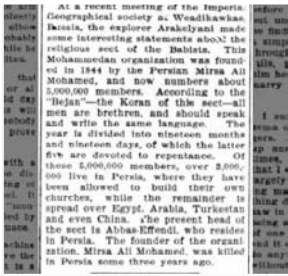 At a recent meeting of the Imperial
Geographical society at Weadikawkas,
Russia, the explorer Arakelyani made
some interesting statements about the
religious sect of the Babists. This
Mohammedan organization was found-
ed in 1844 by the Persian Mirsa Ali
Mohamed, and now numbers about
5,000,000 members. According to the
"Bejan"—the Koran of this sect—all
men are brethren, and should speak
and write the same language. The
year is divided into nineteen months
and nineteen days, of which the latter
five are devoted to repentance. Of
these 5,000,000 members, over 2,000,-
000 live in Persia, where they have
been allowed to build their own
churches, while the remainder is
spread over Egypt, Arabia, Turkestan
and even China. The present head of
the sect is Abbas-Effendi, who resides
in Persia. The founder of the organi-
zation, Mirsa Ali Mohamed, was killed
in Persia some three years ago.